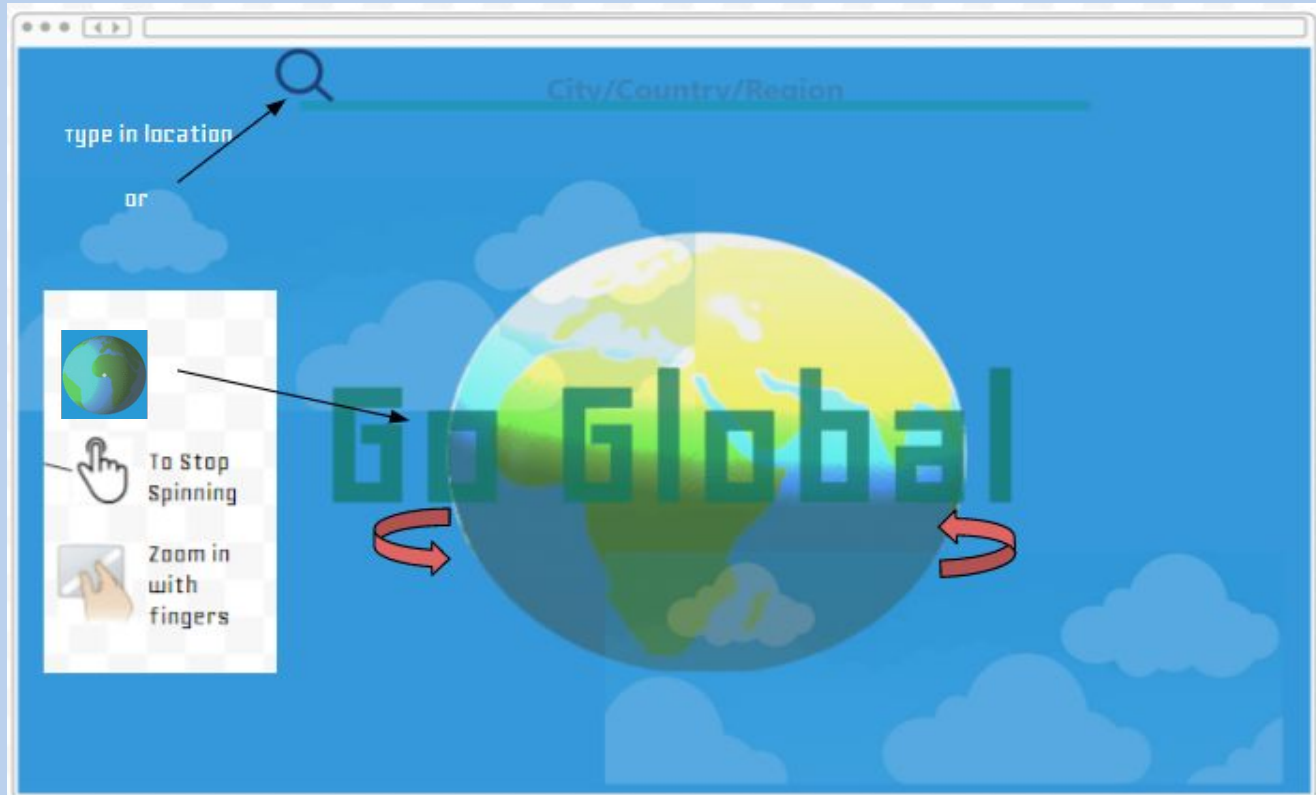 City/Country/Region
Type in location
or
Go Global
To Stop
Spinning
Zoom in
with
fingers